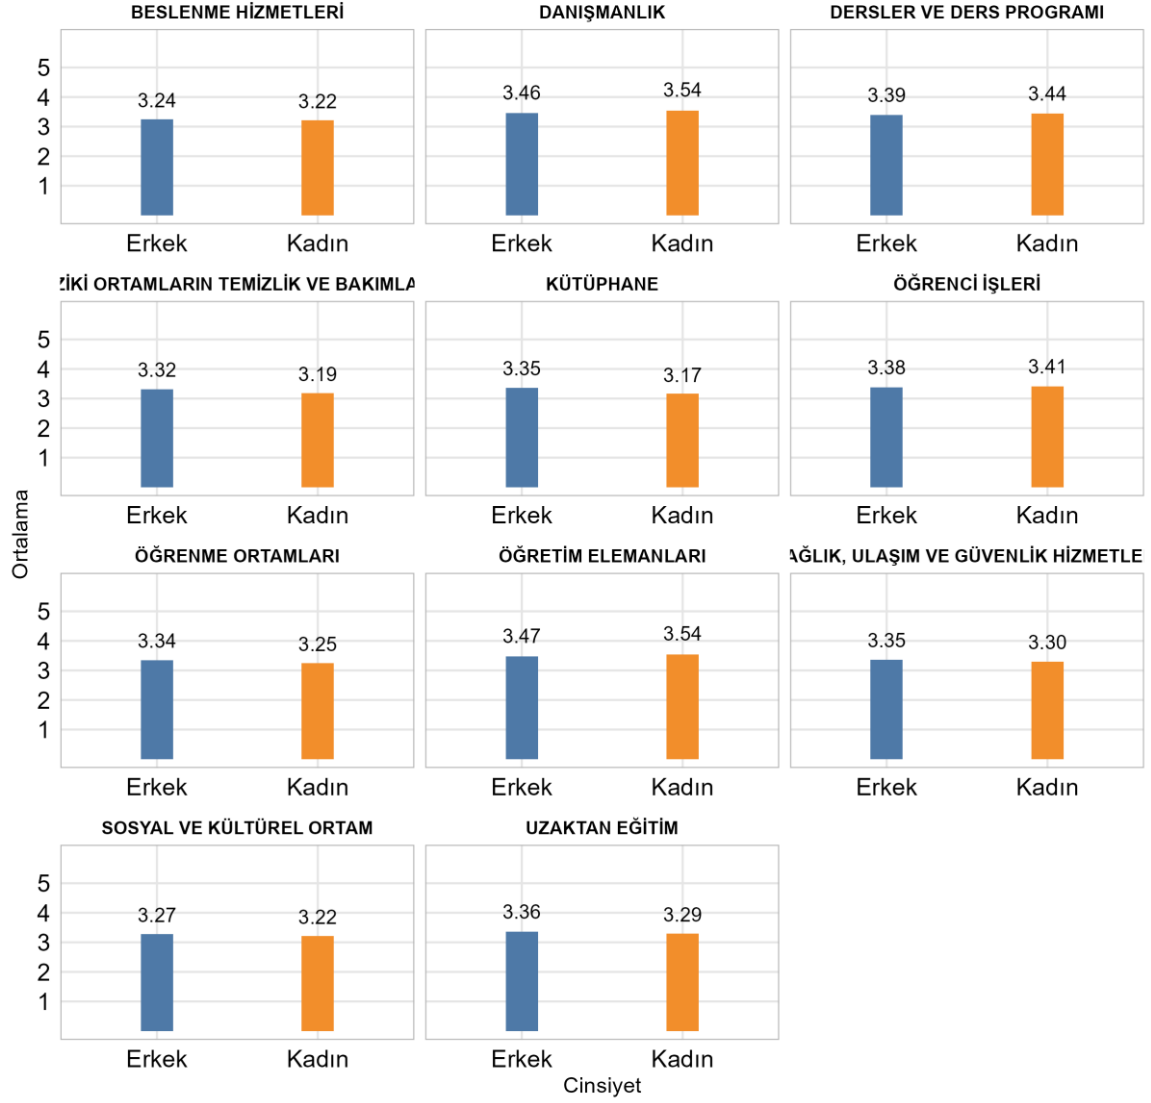 BESLENME HİZMETLERİ
DANIŞMANLIK
DERSLER VE DERS PROGRAMI
5
4
3
2
1
3.24
3.22
3.46
3.54
3.39
3.44
Erkek
Kadın
Erkek
Kadın
Erkek
Kadın
ZİKİ ORTAMLARIN TEMİZLİK VE BAKIMLA
KÜTÜPHANE
ÖĞRENCİ İŞLERİ
5
4
3
2
1
3.32
3.19
3.35
3.17
3.38
3.41
Erkek
Kadın
Erkek
Kadın
Erkek
Kadın
Ortalama
ÖĞRENME ORTAMLARI
ÖĞRETİM ELEMANLARI
AĞLIK, ULAŞIM VE GÜVENLİK HİZMETLE
5
4
3
2
1
3.34
3.25
3.47
3.54
3.35
3.30
Erkek
Kadın
Erkek
Kadın
Erkek
Kadın
SOSYAL VE KÜLTÜREL ORTAM
UZAKTAN EĞİTİM
5
4
3
2
1
3.27
3.22
3.36
3.29
Erkek
Kadın
Erkek
Kadın
Cinsiyet